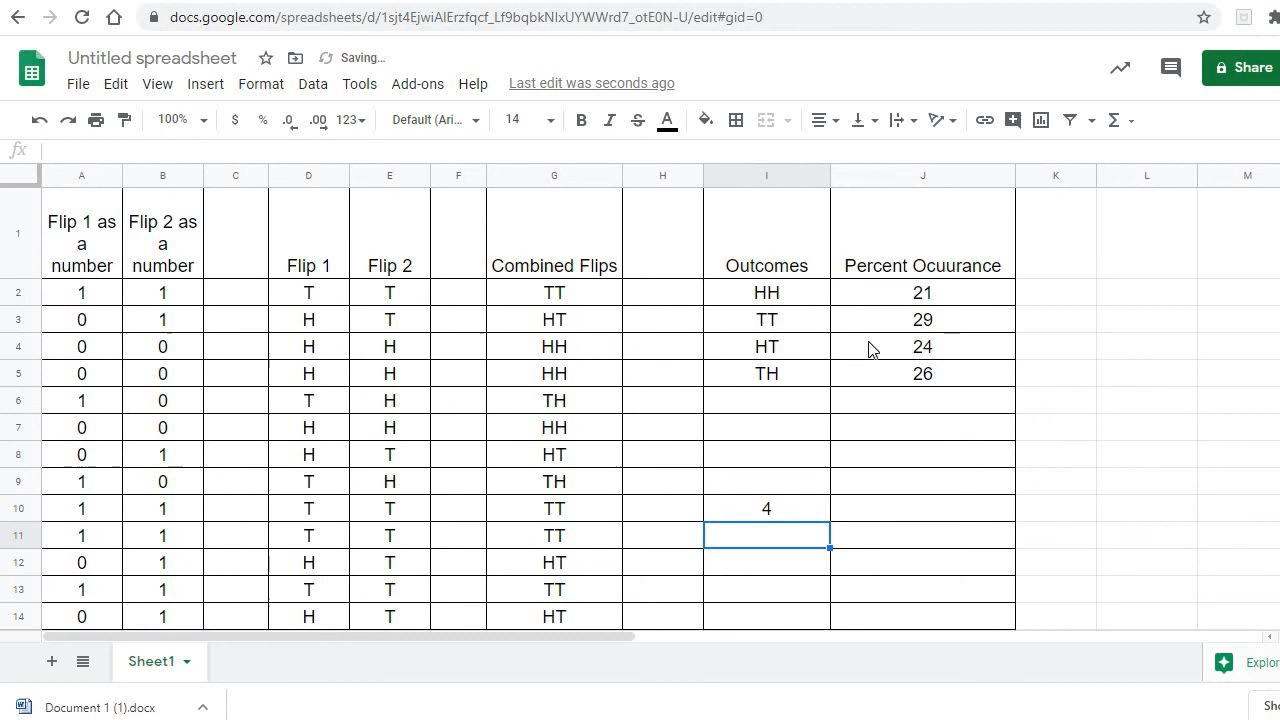 docs.google.com/spreadsheets/d/1sjt4EjwiAlErzfqcf_Lf9bqbkNlxUYWWrd7_otE0N-U/edit#gid=0
Untitled spreadsheet Saving...
File Edit View Insert Format Data Tools Add-ons Help Last edit was seconds ago Share
100% $ % .0 .00 123 Default (Ari... 14 B I S A Σ
fx
A B C D E F G H I J K L M
1 Flip 1 as a number Flip 2 as a number Flip 1 Flip 2 Combined Flips Outcomes Percent Ocuurance
2 1 1 T T TT HH 21
3 0 1 H T HT TT 29
4 0 0 H H HH HT 24
5 0 0 H H HH TH 26
6 1 0 T H TH
7 0 0 H H HH
8 0 1 H T HT
9 1 0 T H TH
10 1 1 T T TT 4
11 1 1 T T TT
12 0 1 H T HT
13 1 1 T T TT
14 0 1 H T HT
+ Sheet1 Explor
Document 1 (1).docx Sho